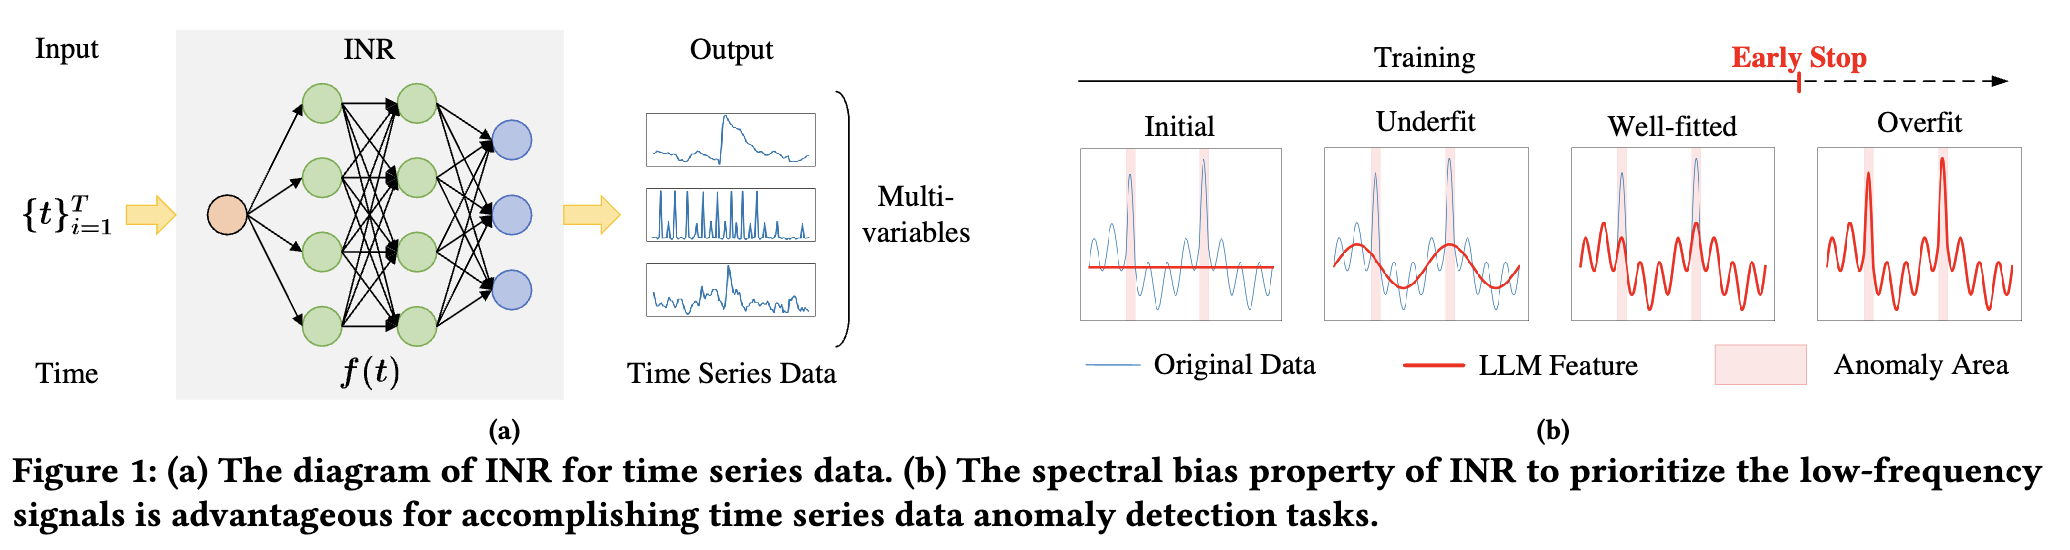 Input
INR
Output
{t}_{i=1}^{T}
Multi-
variables
Time
f(t)
Time Series Data
(a)
Training
Early Stop
Initial
Underfit
Well-fitted
Overfit
Original Data
LLM Feature
Anomaly Area
(b)
Figure 1: (a) The diagram of INR for time series data. (b) The spectral bias property of INR to prioritize the low-frequency
signals is advantageous for accomplishing time series data anomaly detection tasks.